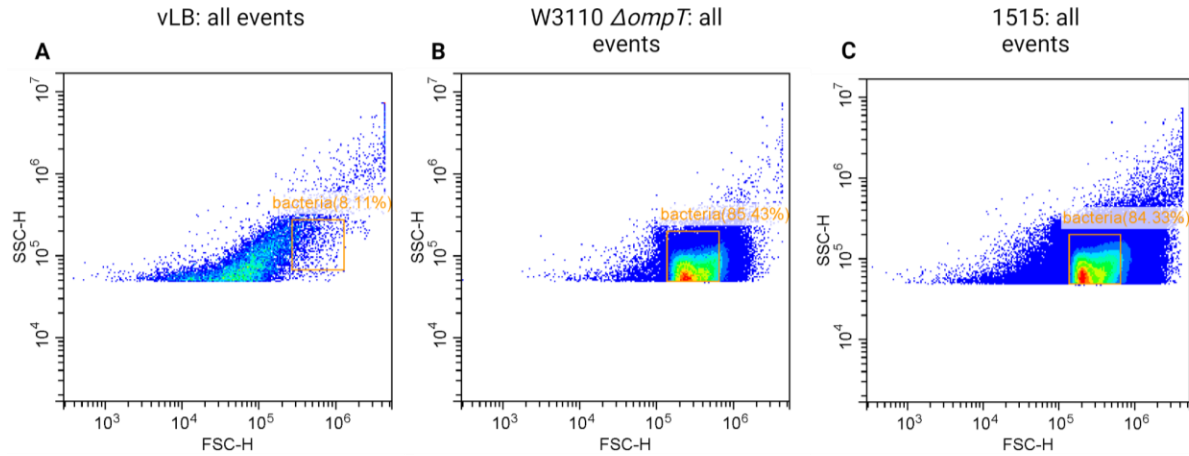 vLB: all events
W3110 ΔompT: all
events
1515: all
events
A
B
C
10⁷
10⁶
10⁵
10⁴
SSC-H
bacteria(8.11%)
10³
10⁴
10⁵
10⁶
FSC-H
10⁷
10⁶
10⁵
10⁴
SSC-H
bacteria(85.43%)
10³
10⁴
10⁵
10⁶
FSC-H
10⁷
10⁶
10⁵
10⁴
SSC-H
bacteria(84.33%)
10³
10⁴
10⁵
10⁶
FSC-H